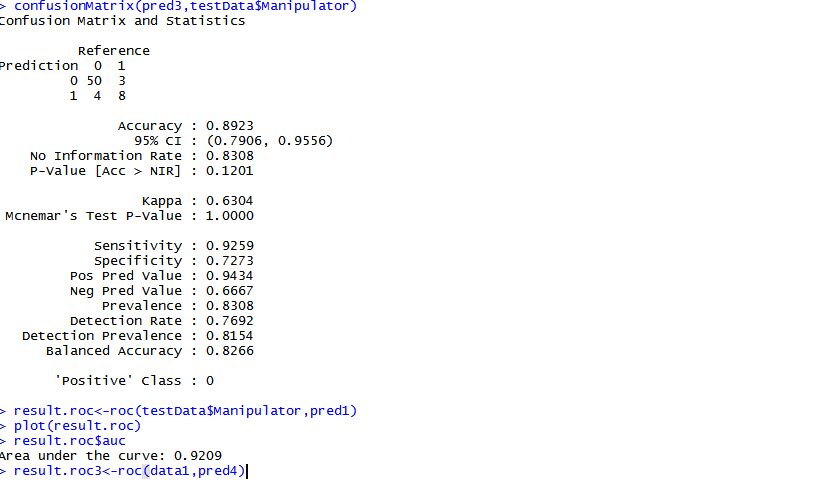 > confusionMatrix(pred3,testData$Manipulator)
Confusion Matrix and Statistics

          Reference
Prediction  0  1
         0 50  3
         1  4  8

               Accuracy : 0.8923
                 95% CI : (0.7906, 0.9556)
    No Information Rate : 0.8308
    P-Value [Acc > NIR] : 0.1201

                  Kappa : 0.6304
 Mcnemar's Test P-Value : 1.0000

            Sensitivity : 0.9259
            Specificity : 0.7273
         Pos Pred Value : 0.9434
         Neg Pred Value : 0.6667
             Prevalence : 0.8308
         Detection Rate : 0.7692
   Detection Prevalence : 0.8154
      Balanced Accuracy : 0.8266

       'Positive' Class : 0

> result.roc<-roc(testData$Manipulator,pred1)
> plot(result.roc)
> result.roc$auc
Area under the curve: 0.9209
> result.roc3<-roc(data1,pred4)